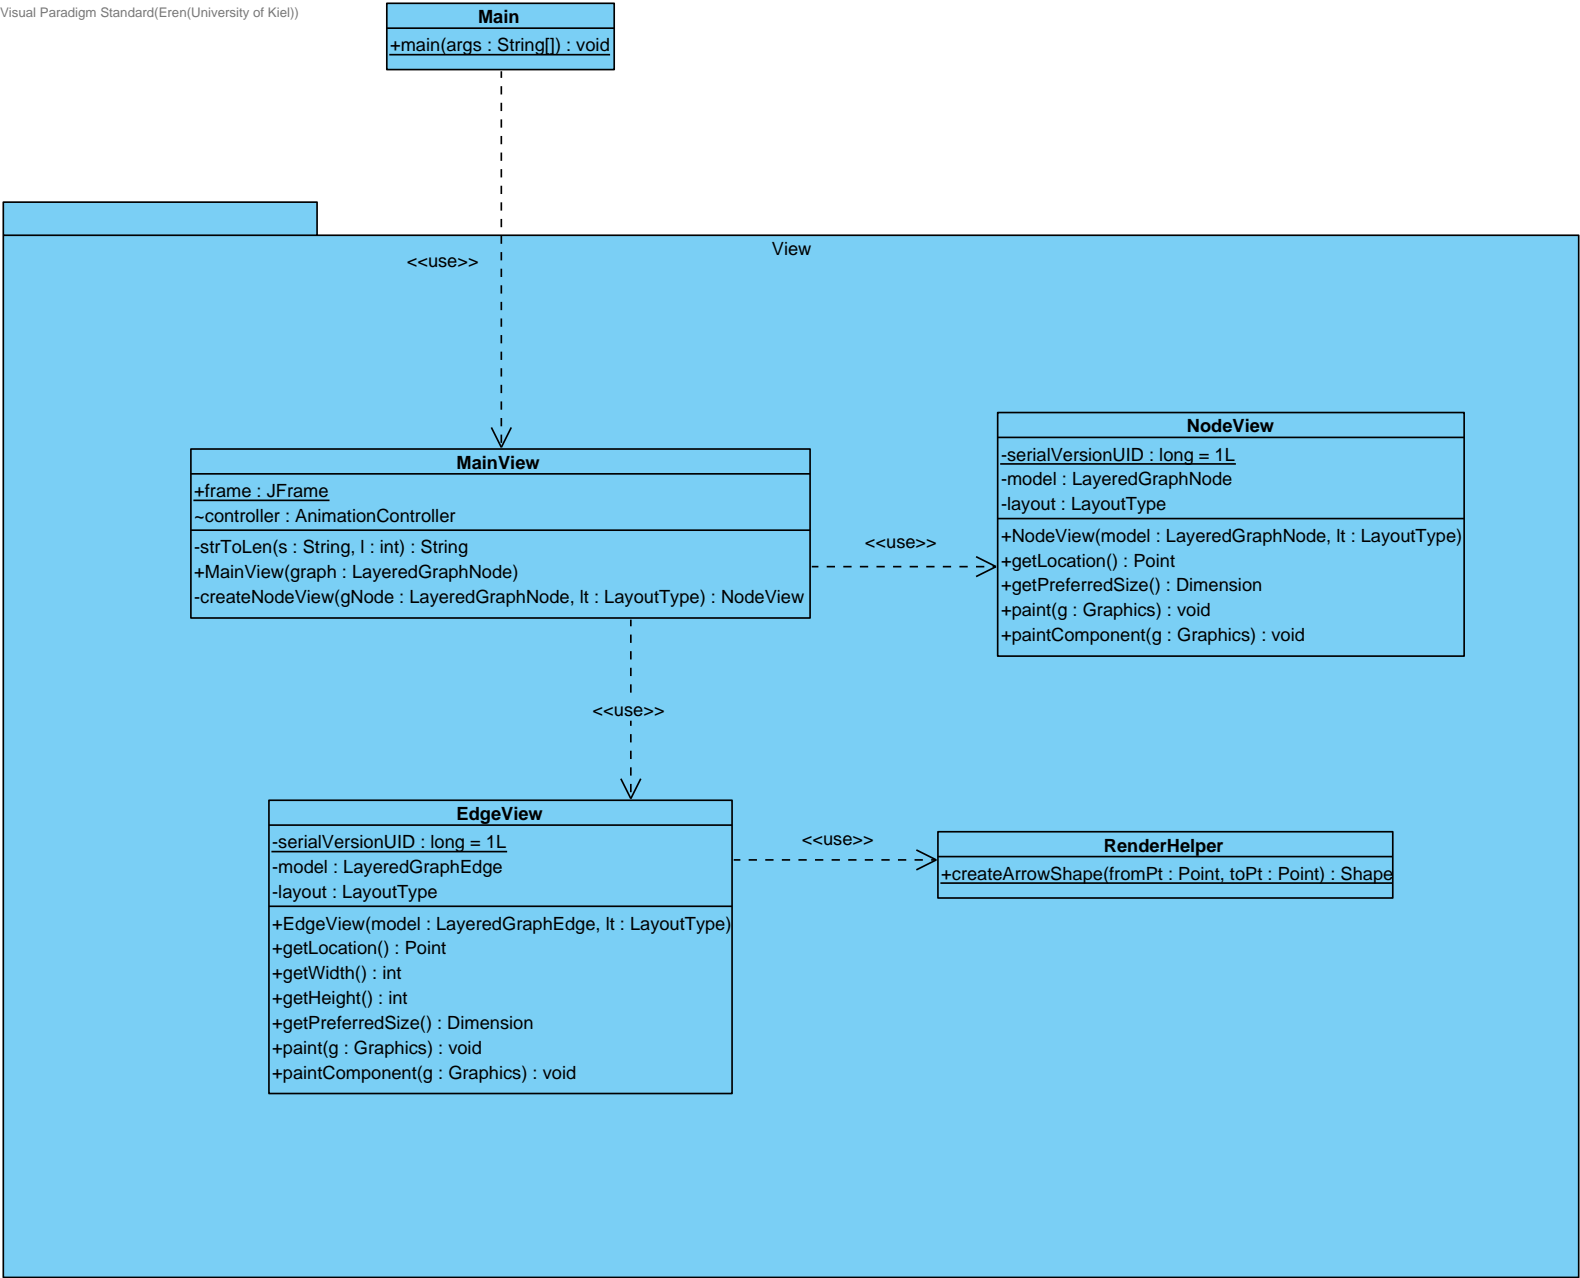 Visual Paradigm Standard(Eren(University of Kiel))
Main
+main(args : String[]) : void
View
<<use>>
MainView
+frame : JFrame
~controller : AnimationController
-strToLen(s : String, l : int) : String
+MainView(graph : LayeredGraphNode)
-createNodeView(gNode : LayeredGraphNode, lt : LayoutType) : NodeView
<<use>>
NodeView
-serialVersionUID : long = 1L
-model : LayeredGraphNode
-layout : LayoutType
+NodeView(model : LayeredGraphNode, lt : LayoutType)
+getLocation() : Point
+getPreferredSize() : Dimension
+paint(g : Graphics) : void
+paintComponent(g : Graphics) : void
<<use>>
EdgeView
-serialVersionUID : long = 1L
-model : LayeredGraphEdge
-layout : LayoutType
+EdgeView(model : LayeredGraphEdge, lt : LayoutType)
+getLocation() : Point
+getWidth() : int
+getHeight() : int
+getPreferredSize() : Dimension
+paint(g : Graphics) : void
+paintComponent(g : Graphics) : void
<<use>>
RenderHelper
+createArrowShape(fromPt : Point, toPt : Point) : Shape